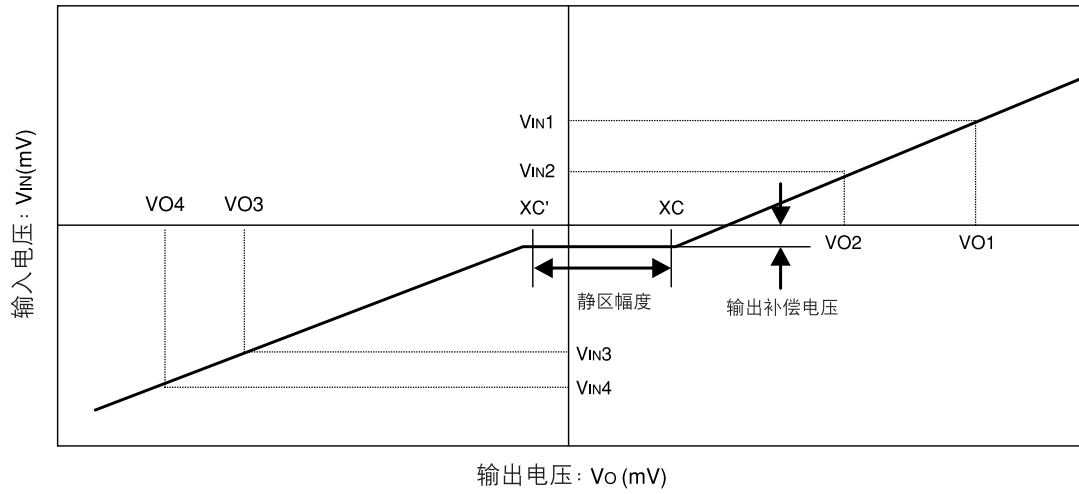 VIN1
VIN2
VO4 VO3 XC' XC
VO2 VO1
静区幅度 输出补偿电压
VIN3
VIN4
输入电压：VIN(mV)
输出电压：VO (mV)